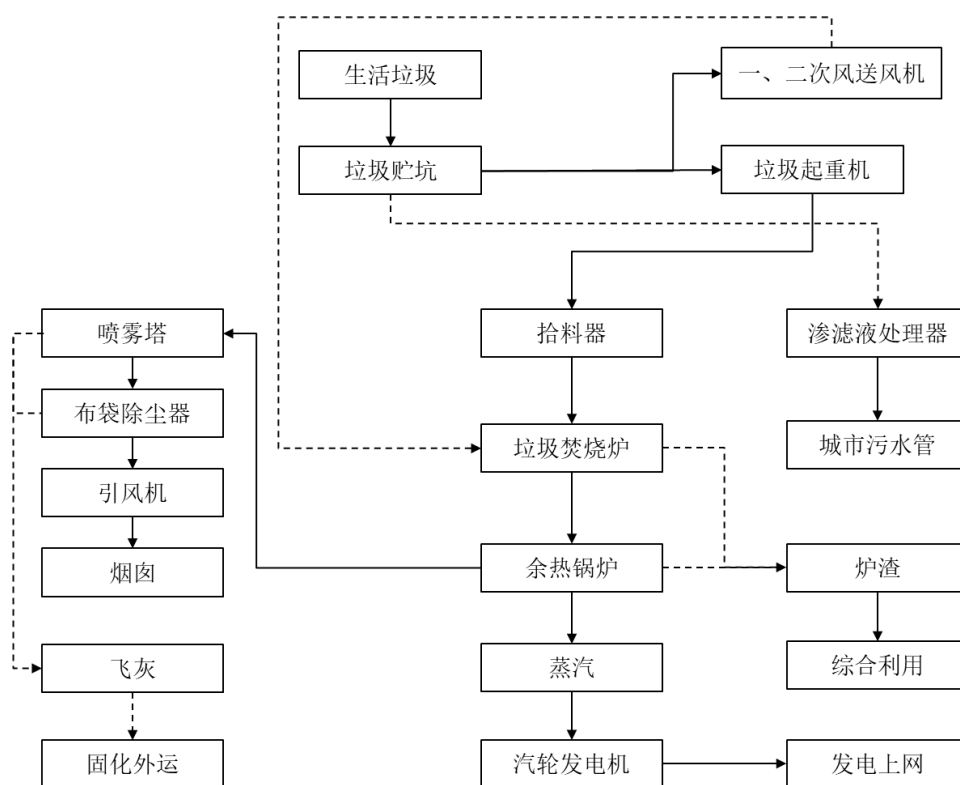 生活垃圾
一、二次风送风机
垃圾贮坑
垃圾起重机
喷雾塔
拾料器
渗滤液处理器
布袋除尘器
垃圾焚烧炉
城市污水管
引风机
烟囱
余热锅炉
炉渣
飞灰
蒸汽
综合利用
固化外运
汽轮发电机
发电上网